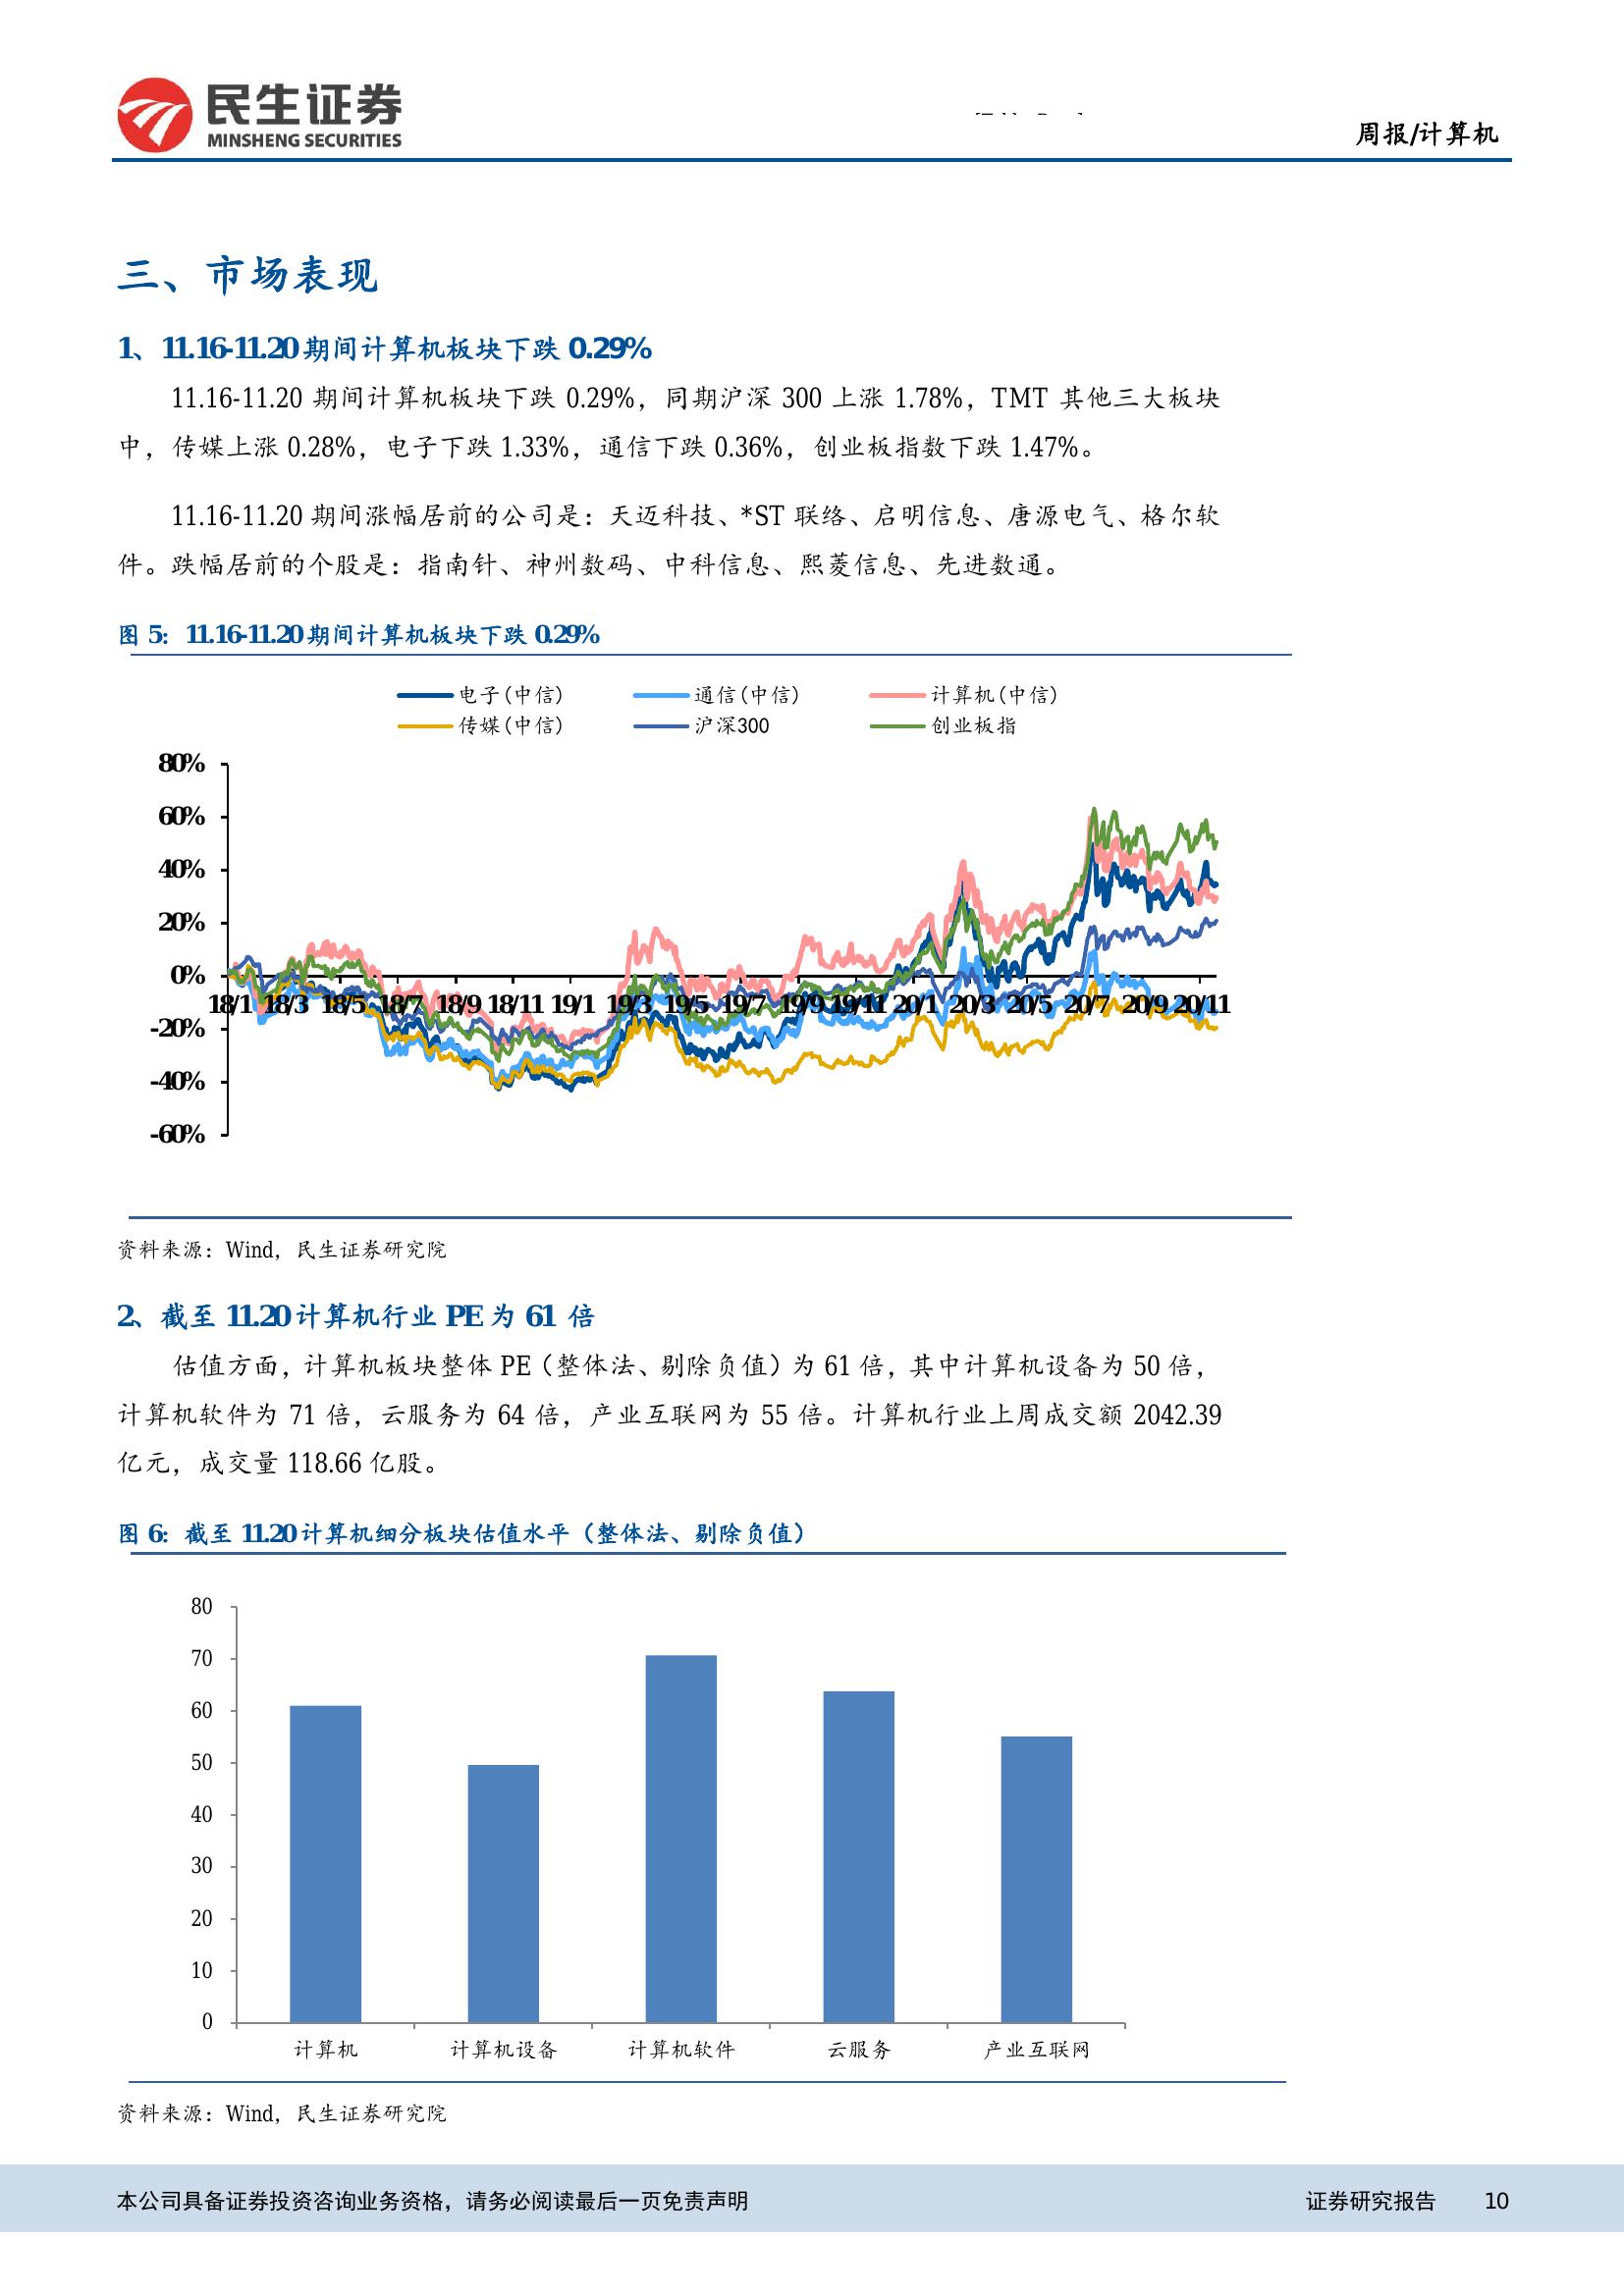 民生证券
MINSHENG SECURITIES
周报/计算机
三、市场表现
1、11.16-11.20期间计算机板块下跌 0.29%
11.16-11.20 期间计算机板块下跌 0.29%，同期沪深 300 上涨 1.78%，TMT 其他三大板块
中，传媒上涨 0.28%，电子下跌 1.33%，通信下跌 0.36%，创业板指数下跌 1.47%。
11.16-11.20 期间涨幅居前的公司是：天迈科技、*ST 联络、启明信息、唐源电气、格尔软
件。跌幅居前的个股是：指南针、神州数码、中科信息、熙菱信息、先进数通。
图 5：11.16-11.20期间计算机板块下跌 0.29%
电子(中信) 通信(中信) 计算机(中信)
传媒(中信) 沪深300 创业板指
80%
60%
40%
20%
0%
18/1 18/3 18/5 18/7 18/9 18/11 19/1 19/3 19/5 19/7 19/9 19/11 20/1 20/3 20/5 20/7 20/9 20/11
-20%
-40%
-60%
资料来源：Wind，民生证券研究院
2、截至 11.20计算机行业 PE 为 61 倍
估值方面，计算机板块整体 PE（整体法、剔除负值）为 61 倍，其中计算机设备为 50 倍，
计算机软件为 71 倍，云服务为 64 倍，产业互联网为 55 倍。计算机行业上周成交额 2042.39
亿元，成交量 118.66 亿股。
图 6：截至 11.20计算机细分板块估值水平（整体法、剔除负值）
80
70
60
50
40
30
20
10
0
计算机 计算机设备 计算机软件 云服务 产业互联网
资料来源：Wind，民生证券研究院
本公司具备证券投资咨询业务资格，请务必阅读最后一页免责声明 证券研究报告 10